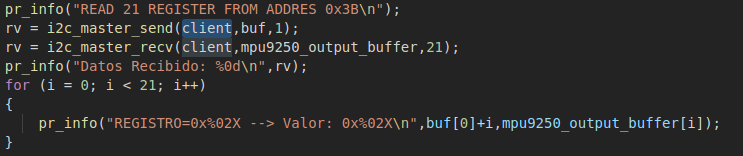 pr_info("READ 21 REGISTER FROM ADDRES 0x3B\n");
rv = i2c_master_send(client,buf,1);
rv = i2c_master_recv(client,mpu9250_output_buffer,21);
pr_info("Datos Recibido: %0d\n",rv);
for (i = 0; i < 21; i++)
{
pr_info("REGISTRO=0x%02X --> Valor: 0x%02X\n",buf[0]+i,mpu9250_output_buffer[i]);
}